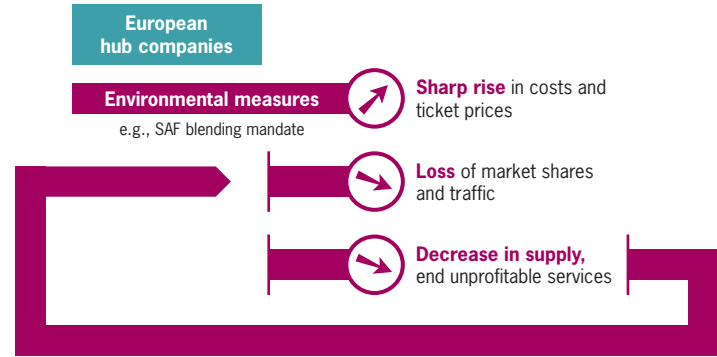 European
hub companies
Environmental measures
e.g., SAF blending mandate
Sharp rise in costs and
ticket prices
Loss of market shares
and traffic
Decrease in supply,
end unprofitable services